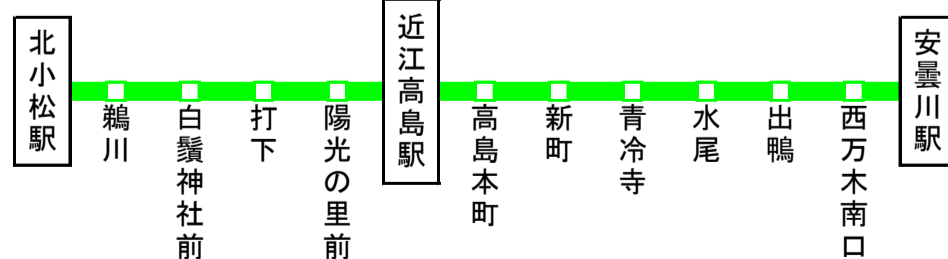 北小松駅
鵜川
白鬚神社前
打下
陽光の里前
近江高島駅
高島本町
新町
青冷寺
水尾
出鴨
西万木南口
安曇川駅